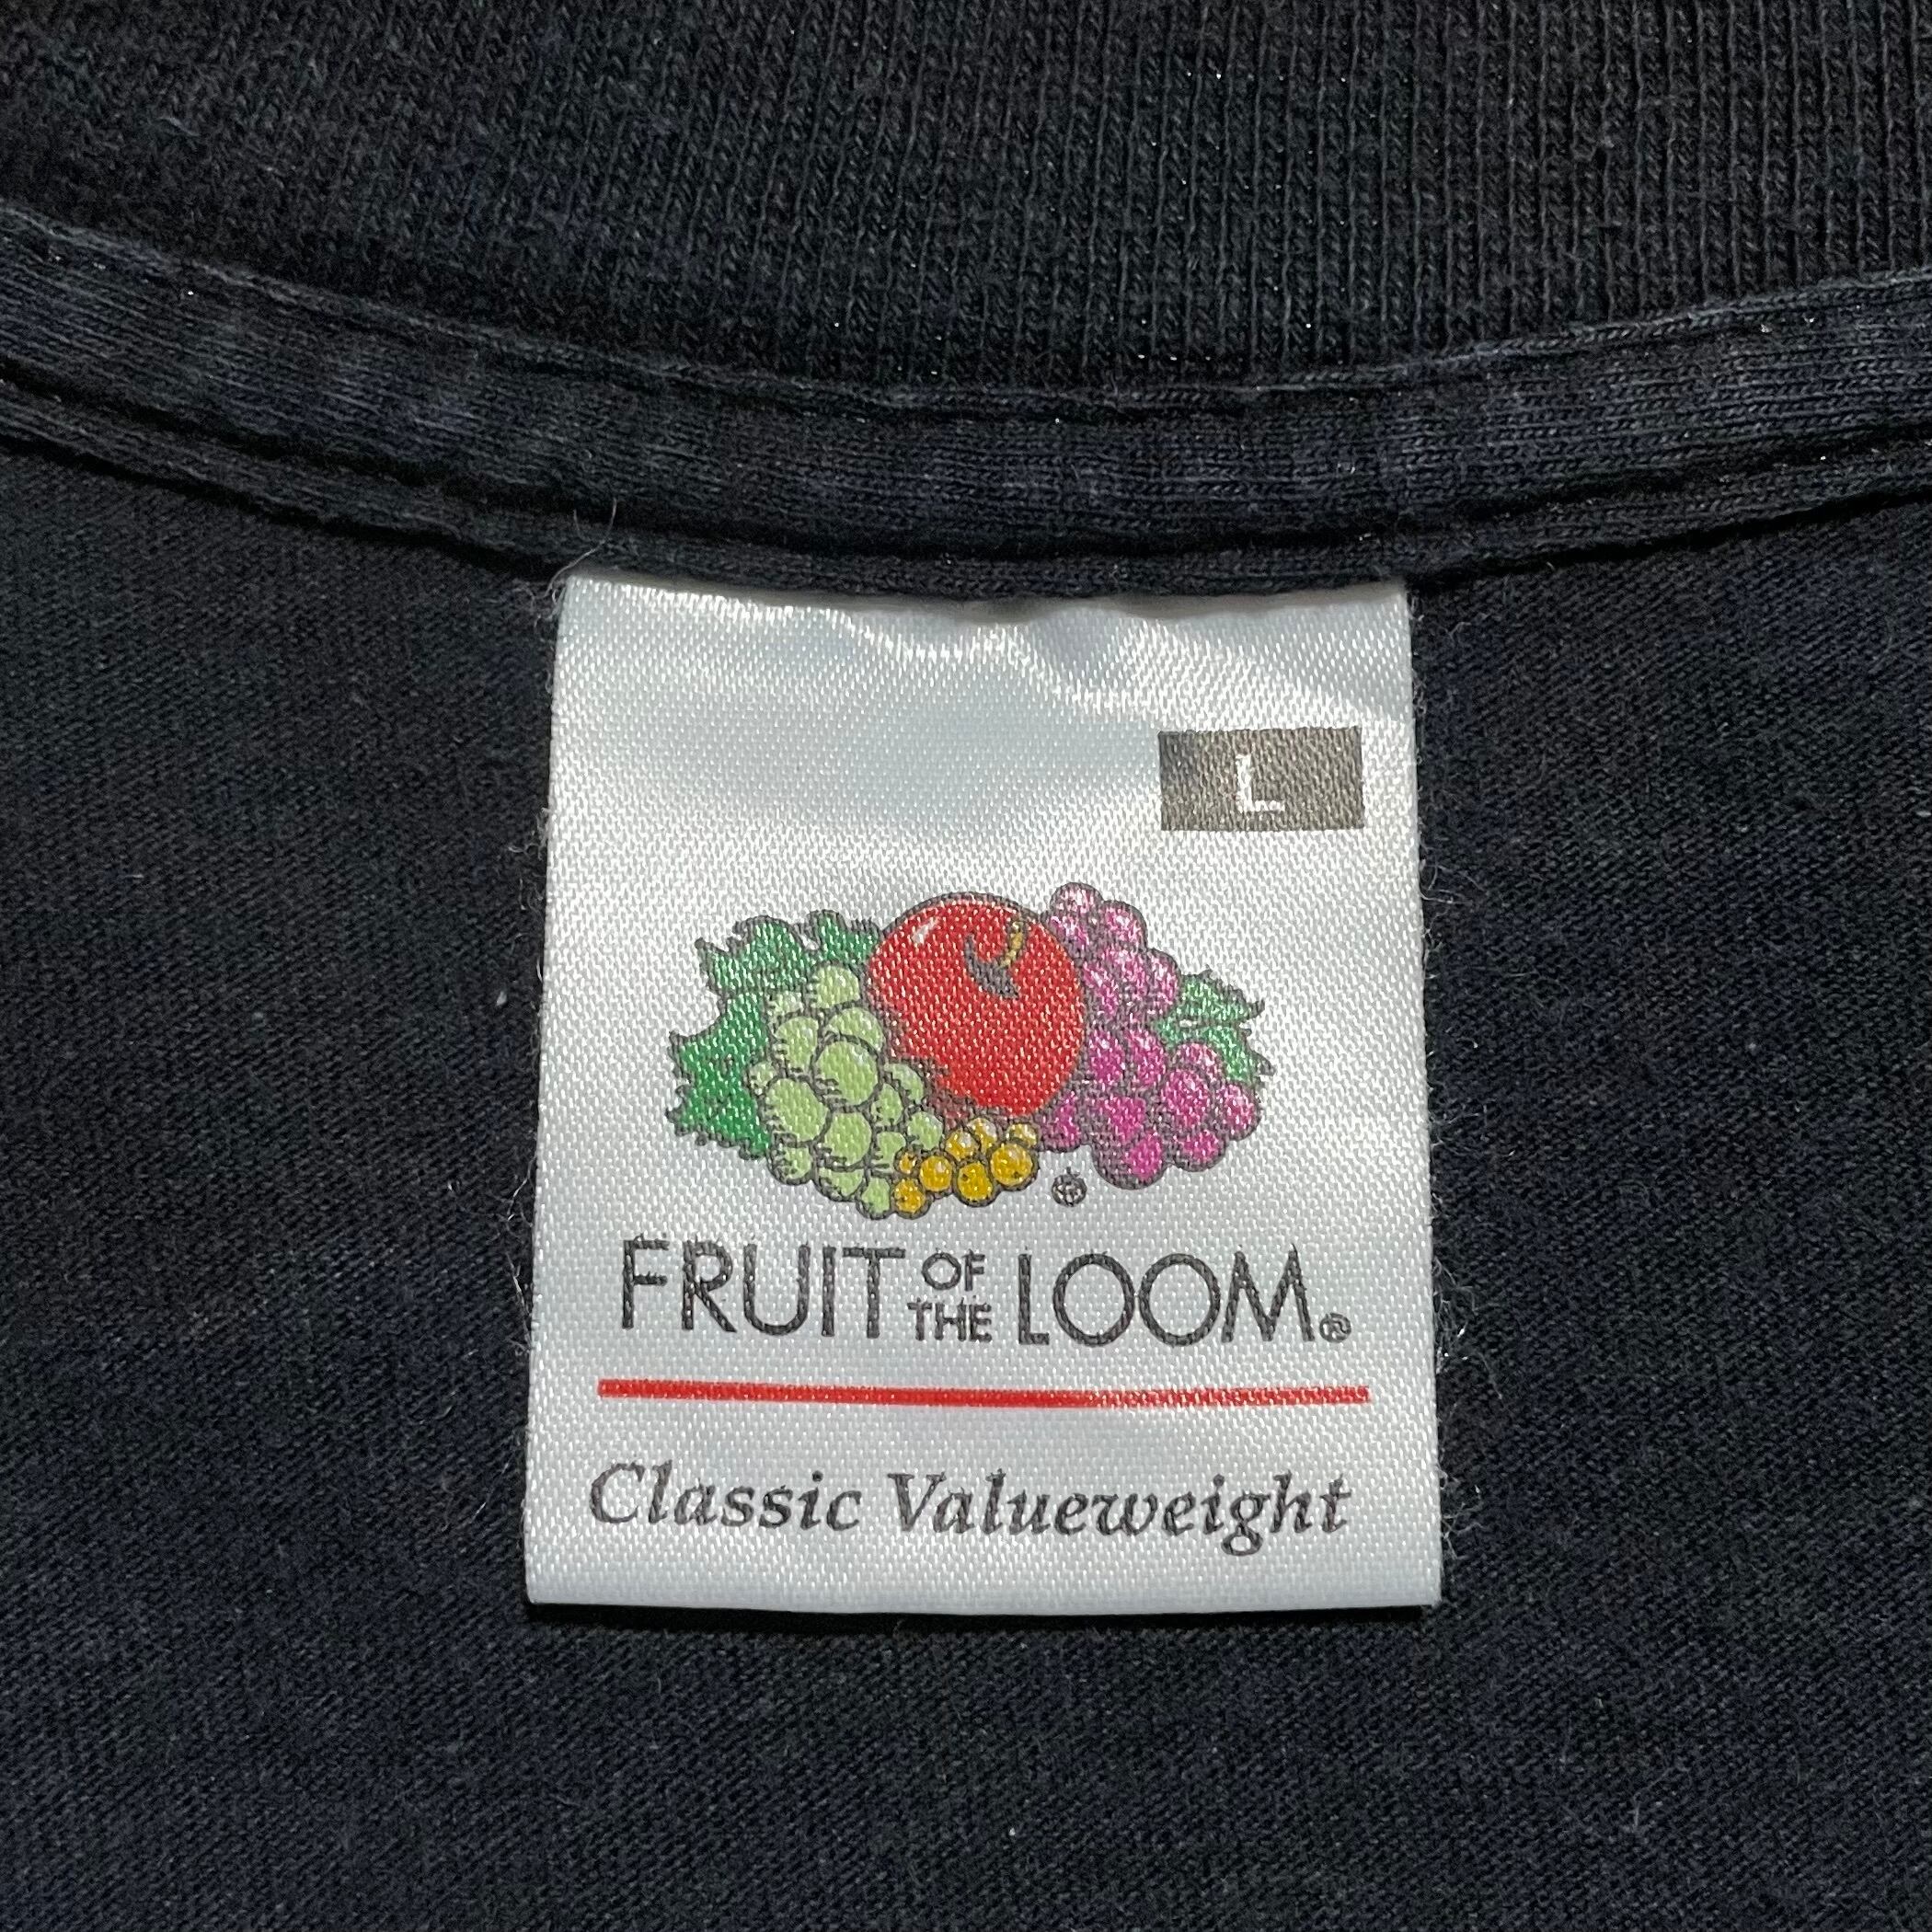 L
®
FRUIT OF THE LOOM®
Classic Valueweight